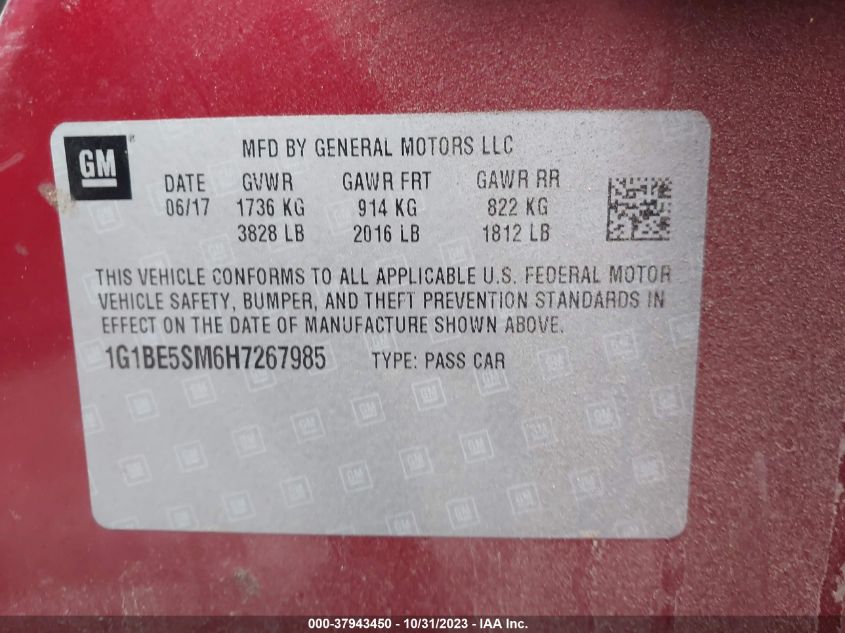 GM
MFD BY GENERAL MOTORS LLC
DATE GVWR GAWR FRT GAWR RR
06/17 1736 KG 914 KG 822 KG
3828 LB 2016 LB 1812 LB
THIS VEHICLE CONFORMS TO ALL APPLICABLE U.S. FEDERAL MOTOR
VEHICLE SAFETY, BUMPER, AND THEFT PREVENTION STANDARDS IN
EFFECT ON THE DATE OF MANUFACTURE SHOWN ABOVE.
1G1BE5SM6H7267985 TYPE: PASS CAR
000-37943450 - 10/31/2023 - IAA Inc.